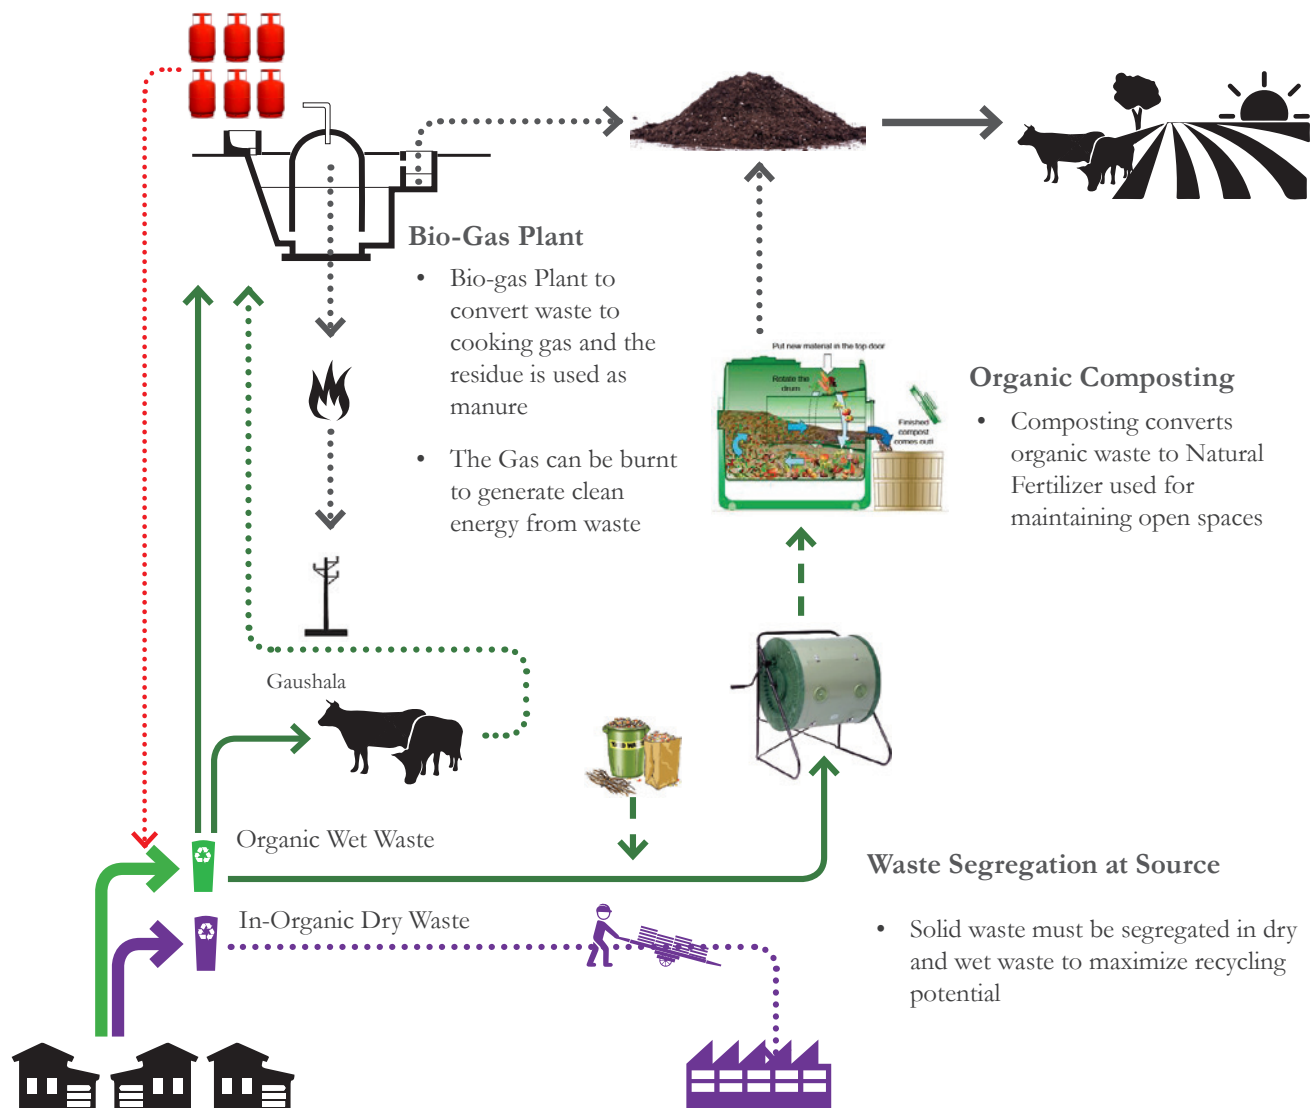 Bio-Gas Plant
• Bio-gas Plant to
convert waste to
cooking gas and the
residue is used as
manure
• The Gas can be burnt
to generate clean
energy from waste
Put new material in the top door
Rotate the
drum
Finished
compost
comes out!
Organic Composting
• Composting converts
organic waste to Natural
Fertilizer used for
maintaining open spaces
Gaushala
Organic Wet Waste
In-Organic Dry Waste
Waste Segregation at Source
• Solid waste must be segregated in dry
and wet waste to maximize recycling
potential